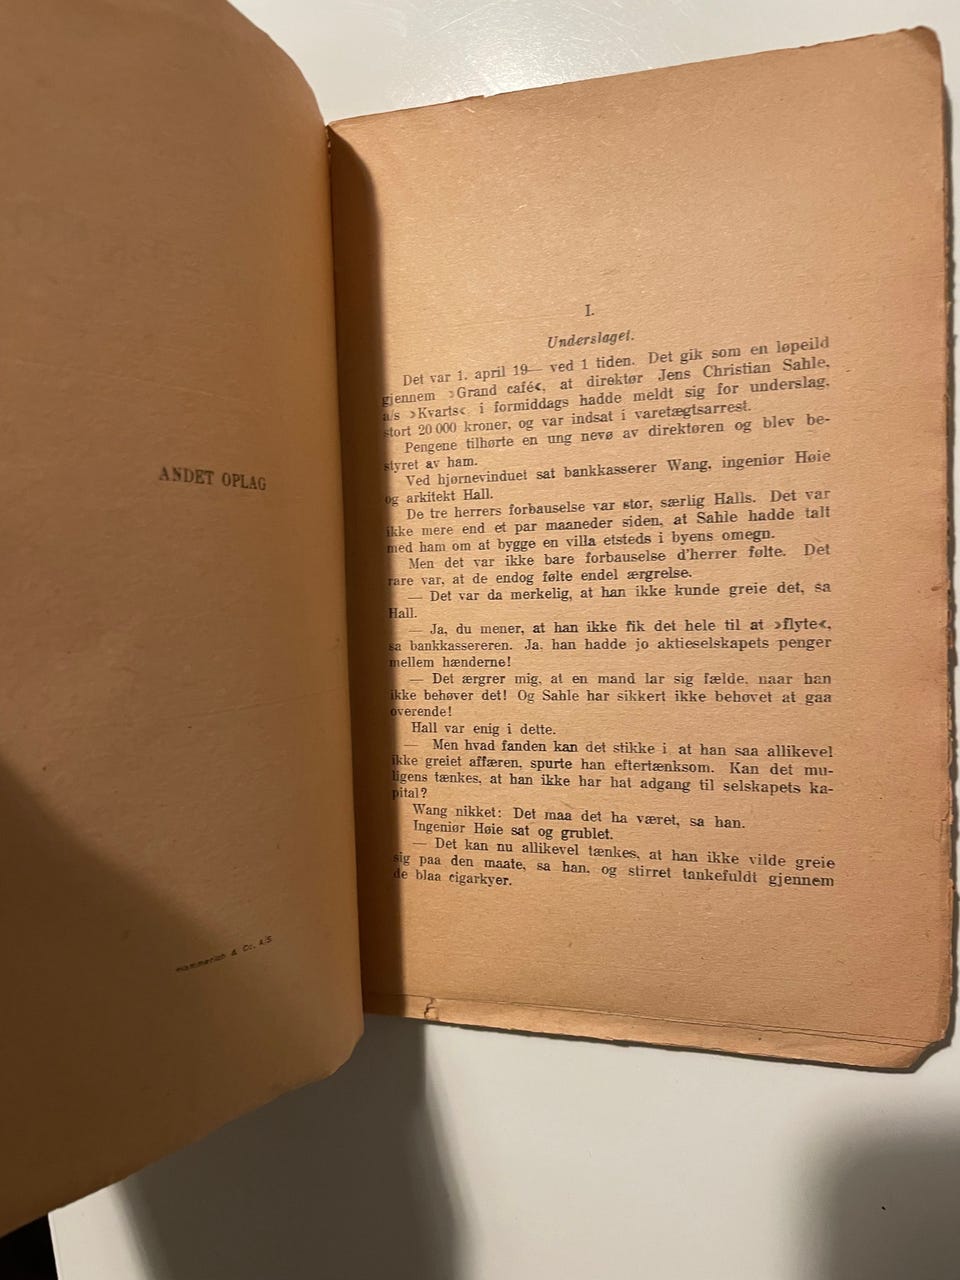 ANDET OPLAG
Hammerich & Co. A/S
I.
Underslaget.
Det var 1. april 19— ved 1 tiden. Det gik som en løpeild
gjennem »Grand café«, at direktør Jens Christian Sahle,
a/s »Kvarts« i formiddags hadde meldt sig for underslag,
stort 20 000 kroner, og var indsat i varetægtsarrest.
Pengene tilhørte en ung nevø av direktøren og blev be-
styret av ham.
Ved hjørnevinduet sat bankkasserer Wang, ingeniør Høie
og arkitekt Hall.
De tre herrers forbauselse var stor, særlig Halls. Det var
ikke mere end et par maaneder siden, at Sahle hadde talt
med ham om at bygge en villa etsteds i byens omegn.
Men det var ikke bare forbauselse d'herrer følte. Det
rare var, at de endog følte endel ærgrelse.
— Det var da merkelig, at han ikke kunde greie det, sa
Hall.
— Ja, du mener, at han ikke fik det hele til at »flyte«,
sa bankkassereren. Ja, han hadde jo aktieselskapets penger
mellem hænderne!
— Det ærgrer mig, at en mand lar sig fælde, naar han
ikke behøver det! Og Sahle har sikkert ikke behøvet at gaa
overende!
Hall var enig i dette.
— Men hvad fanden kan det stikke i, at han saa allikevel
ikke greiet affæren, spurte han eftertænksom. Kan det mu-
ligens tænkes, at han ikke har hat adgang til selskapets ka-
pital?
Wang nikket: Det maa det ha været, sa han.
Ingeniør Høie sat og grublet.
— Det kan nu allikevel tænkes, at han ikke vilde greie
sig paa den maate, sa han, og stirret tankefuldt gjennem
de blaa cigarkyer.